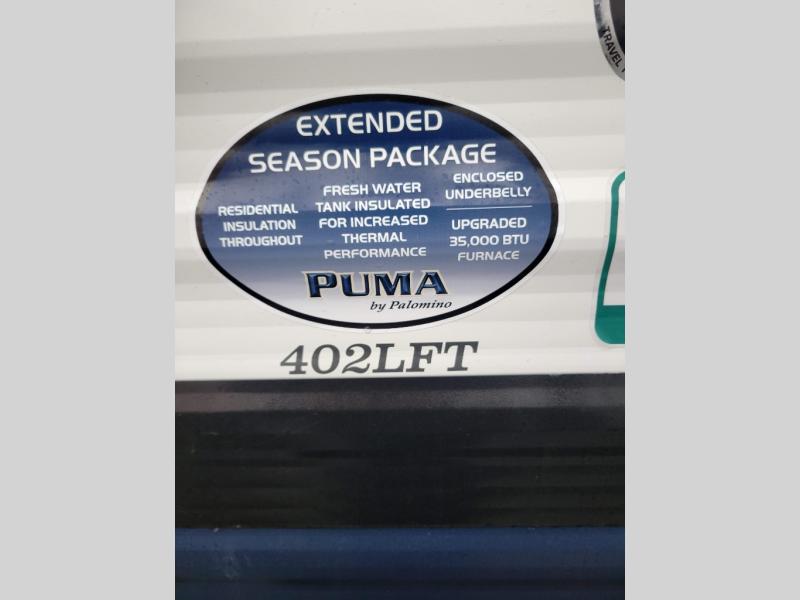 EXTENDED
SEASON PACKAGE
RESIDENTIAL
INSULATION
THROUGHOUT
FRESH WATER
TANK INSULATED
FOR INCREASED
THERMAL
PERFORMANCE
ENCLOSED
UNDERBELLY
UPGRADED
35,000 BTU
FURNACE
PUMA
by Palomino
402LFT
TRAVEL